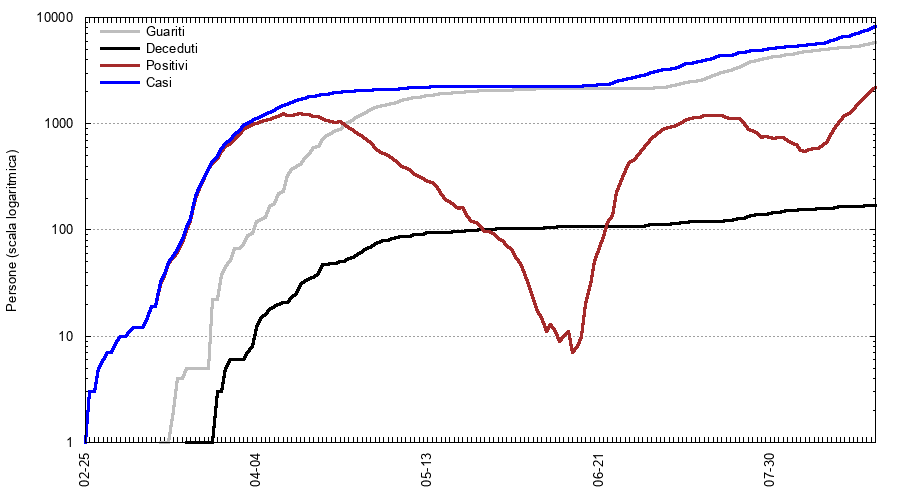 10000
1000
100
10
1
Persone (scala logaritmica)
Guariti
Deceduti
Positivi
Casi
02-25
04-04
05-13
06-21
07-30